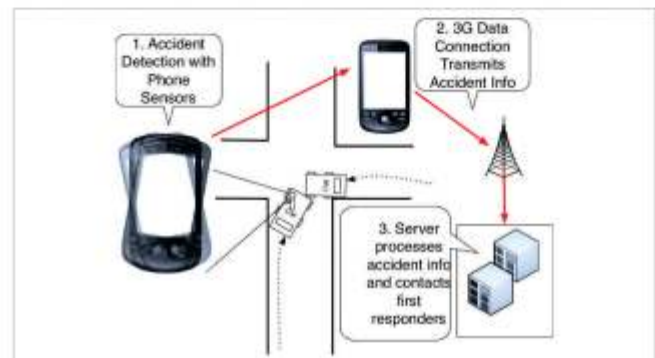 1. Accident
Detection with
Phone
Sensors
2. 3G Data
Connection
Transmits
Accident Info
3. Server
processes
accident info
and contacts
first
responders